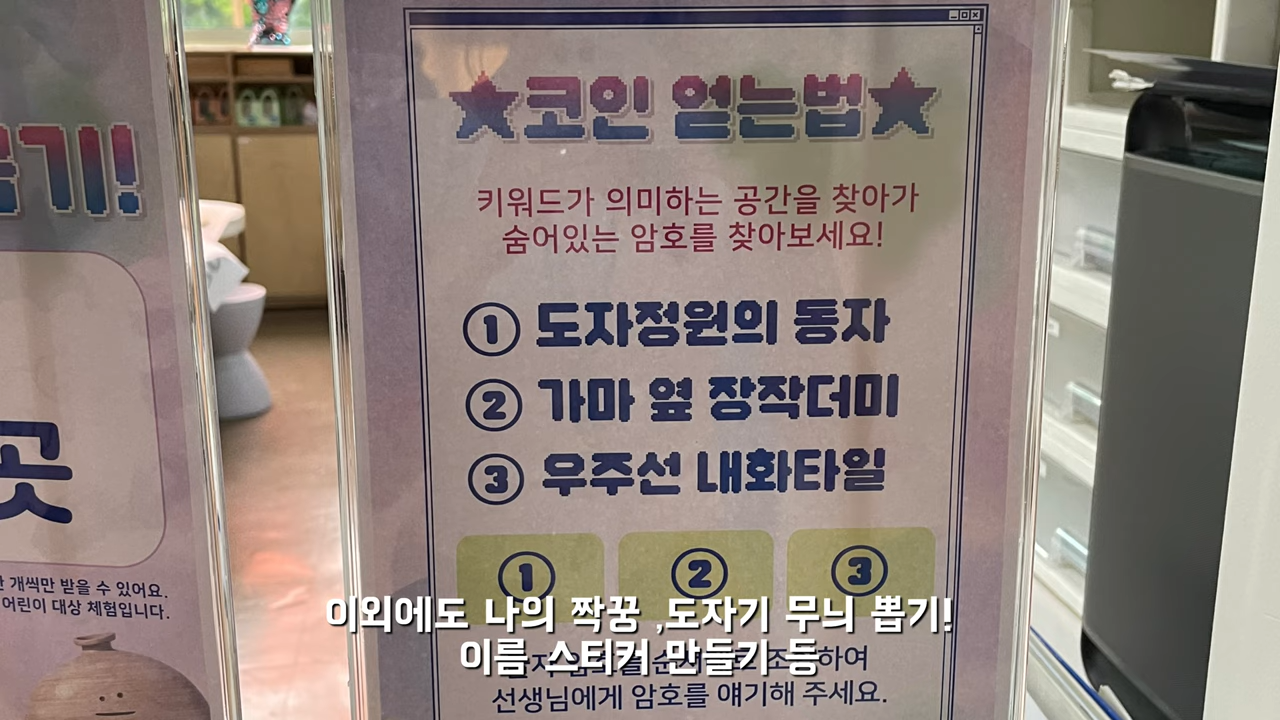 기!
곳
개씩만 받을 수 있어요.
어린이 대상 체험입니다.
★코인 얻는법★
키워드가 의미하는 공간을 찾아가
숨어있는 암호를 찾아보세요!
① 도자정원의 동자
② 가마 옆 장작더미
③ 우주선 내화타일
① ② ③
하여
선생님에게 암호를 얘기해 주세요.
이외에도 나의 짝꿍 ,도자기 무늬 뽑기!
이름 스티커 만들기 등